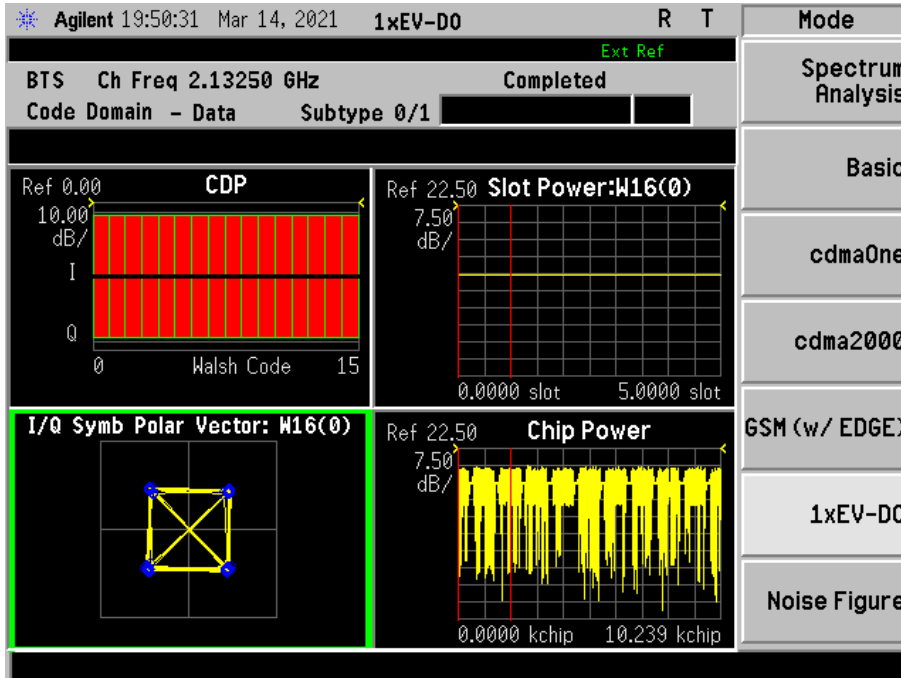 Agilent 19:50:31 Mar 14, 2021 1xEV-DO R T
Ext Ref
BTS Ch Freq 2.13250 GHz Completed
Code Domain - Data Subtype 0/1
Ref 0.00 CDP
10.00
dB/
I
Q
0 Walsh Code 15
Ref 22.50 Slot Power:W16(0)
7.50
dB/
0.0000 slot 5.0000 slot
I/Q Symb Polar Vector: W16(0)
Ref 22.50 Chip Power
7.50
dB/
0.0000 kchip 10.239 kchip
Mode
Spectrum
Analysis
Basic
cdmaOne
cdma2000
GSM (w/ EDGE)
1xEV-DO
Noise Figure